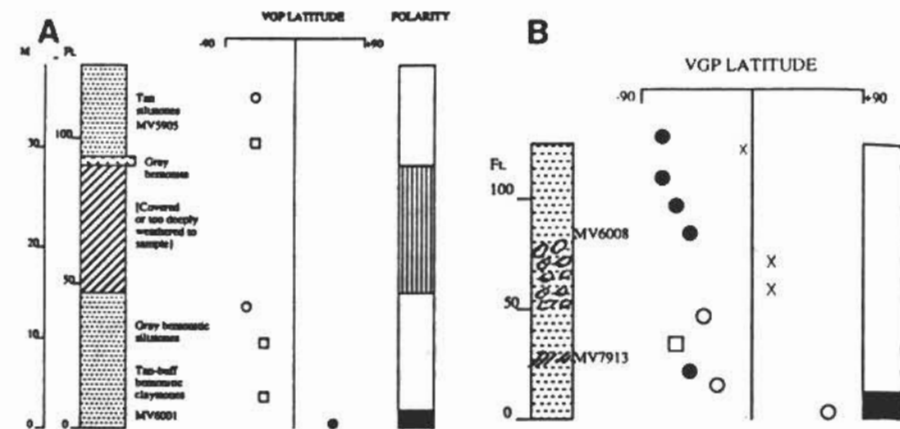 A
VGP LATITUDE
POLARITY
-90
+90
M
Ft.
Tan
siltstones
MV5905
100
30
Grey
bentonites
[Covered
or too deeply
weathered to
sample]
20
50
Grey bentonitic
siltstones
10
Tan-buff
bentonitic
claystones
MV6001
0
0
B
VGP LATITUDE
-90
+90
Ft.
100
MV6008
50
MV7913
0